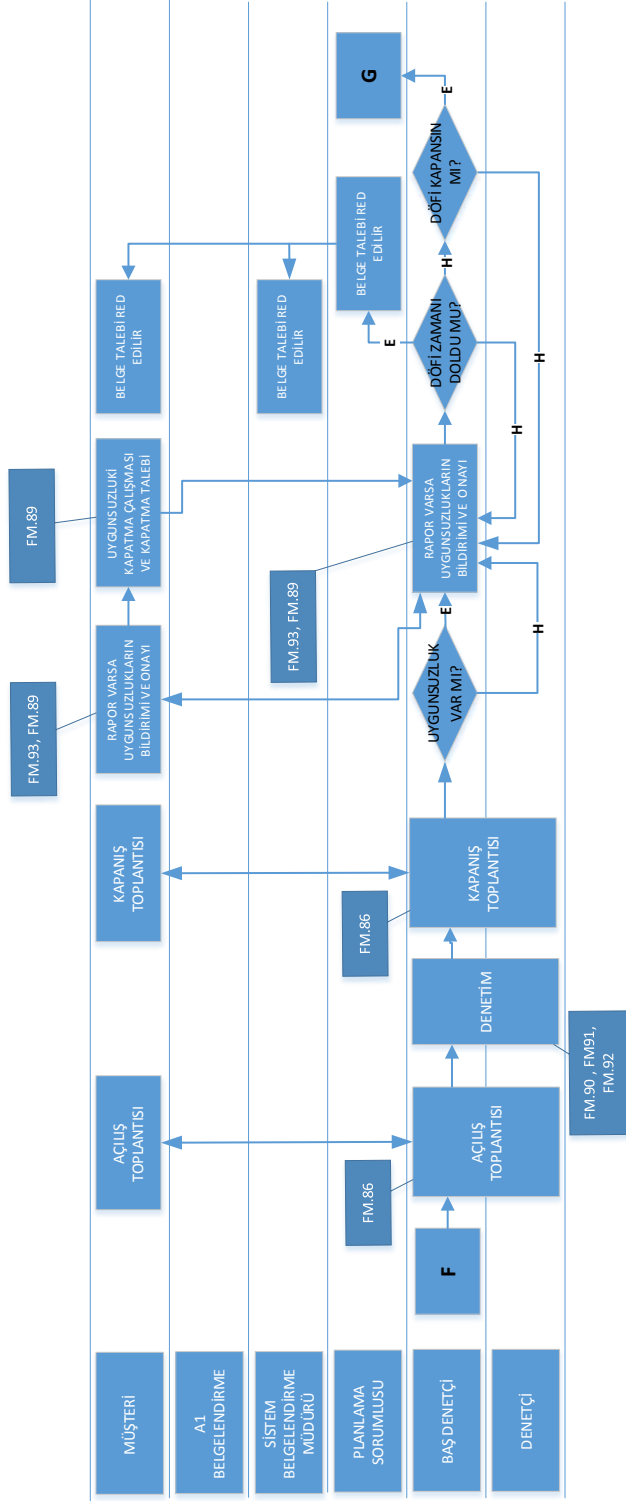 MÜŞTERİ
A1
BELGELENDİRME
SİSTEM
BELGELENDİRME
MÜDÜRÜ
PLANLAMA
SORUMLUSU
BAŞ DENETÇİ
DENETÇİ
F
FM.86
AÇILIŞ
TOPLANTISI
AÇILIŞ
TOPLANTISI
DENETİM
FM.90 , FM91,
FM.92
FM.86
KAPANIŞ
TOPLANTISI
KAPANIŞ
TOPLANTISI
UYGUNSUZLUK
VAR MI?
E
H
FM.93, FM.89
RAPOR VARSA
UYGUNSUZLUKLARIN
BİLDİRİMİ VE ONAYI
FM.93, FM.89
RAPOR VARSA
UYGUNSUZLUKLARIN
BİLDİRİMİ VE ONAYI
FM.89
UYGUNSUZLUKİ
KAPATMA ÇALIŞMASI
VE KAPATMA TALEBİ
DÖFİ ZAMANI
DOLDU MU?
E
H
H
BELGE TALEBİ RED
EDİLİR
BELGE TALEBİ RED
EDİLİR
BELGE TALEBİ RED
EDİLİR
DÖFİ KAPANSIN
MI?
E
H
G